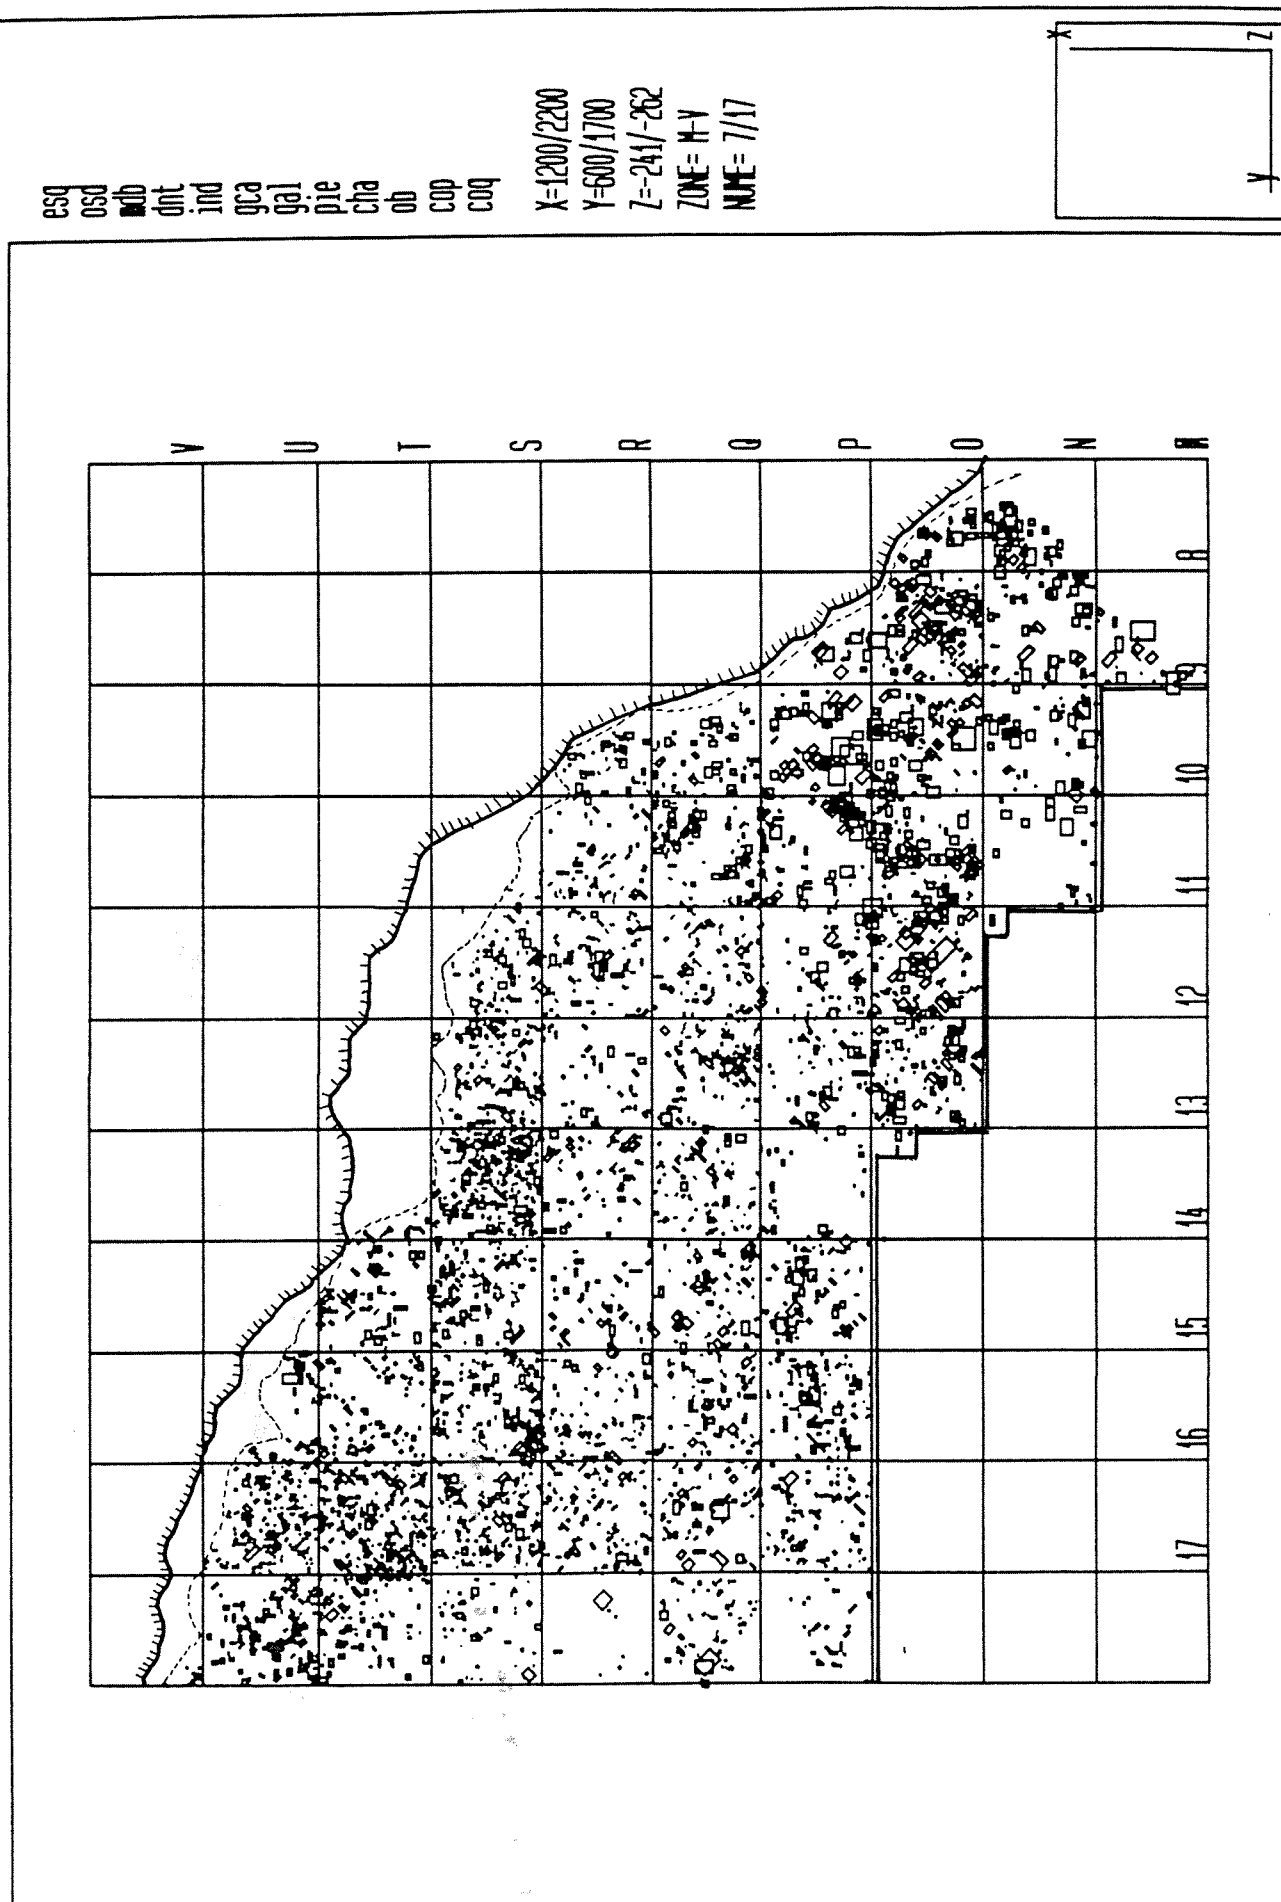 esq
osd
mdb
dnt
ind
gca
gal
pie
cha
ob
cop
coq
X=1200/2200
Y=600/1700
Z=-241/-262
ZONE= M-V
NUME= 7/17
X
Z
Y
V
U
T
S
R
Q
P
O
N
M
8
9
10
11
12
13
14
15
16
17